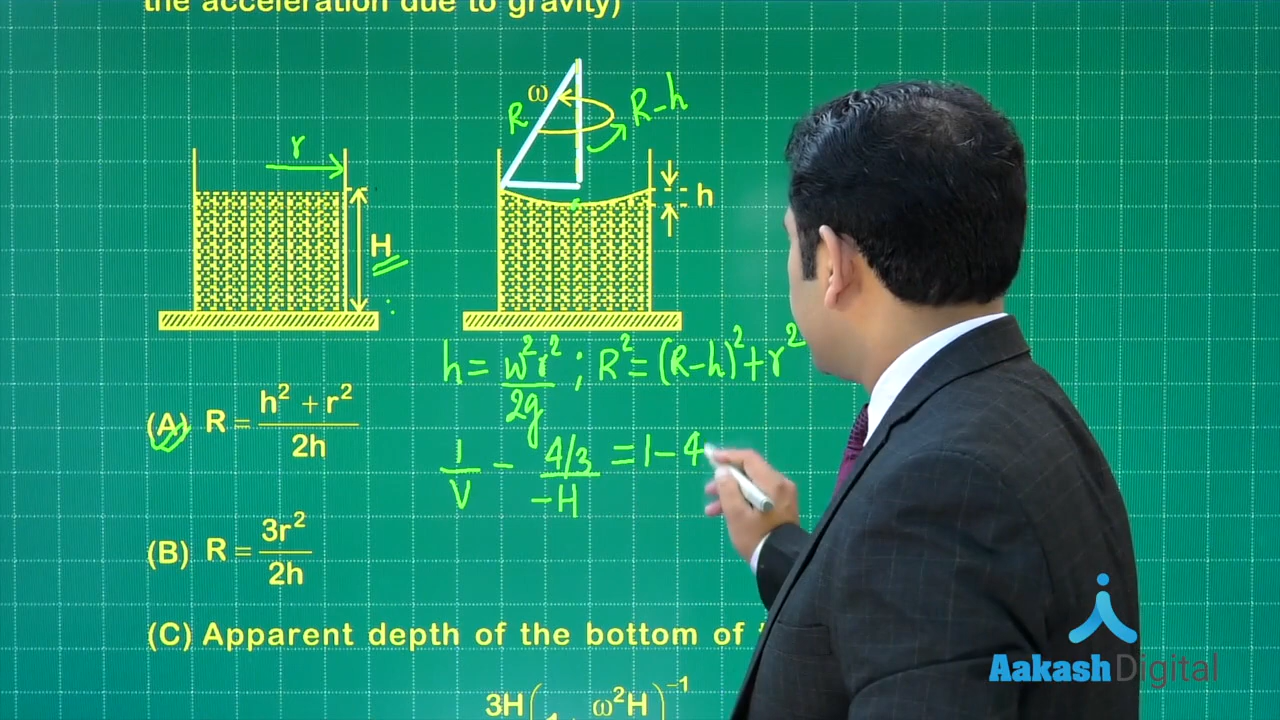 the acceleration due to gravity)
ω
R
R-h
r
h
H
h = ω²r²/2g ; R² = (R-h)² + r²
(A) R = (h² + r²)/2h
1/V - (4/3)/-H = 1-4
(B) R = 3r²/2h
(C) Apparent depth of the bottom of
3H(1+ ω²H)⁻¹
Aakash Digital